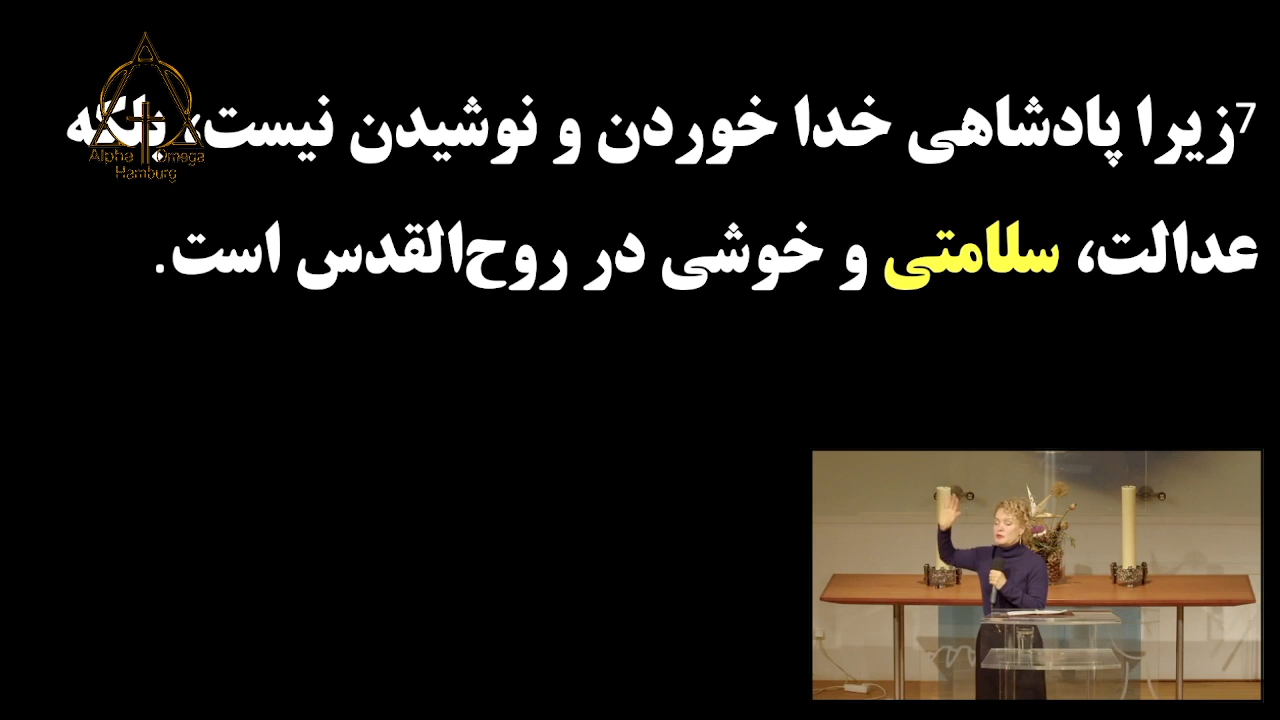 7زیرا پادشاهی خدا خوردن و نوشیدن نیست، بلکه
عدالت، سلامتی و خوشی در روح‌القدس است.
Alpha Omega
Hamburg